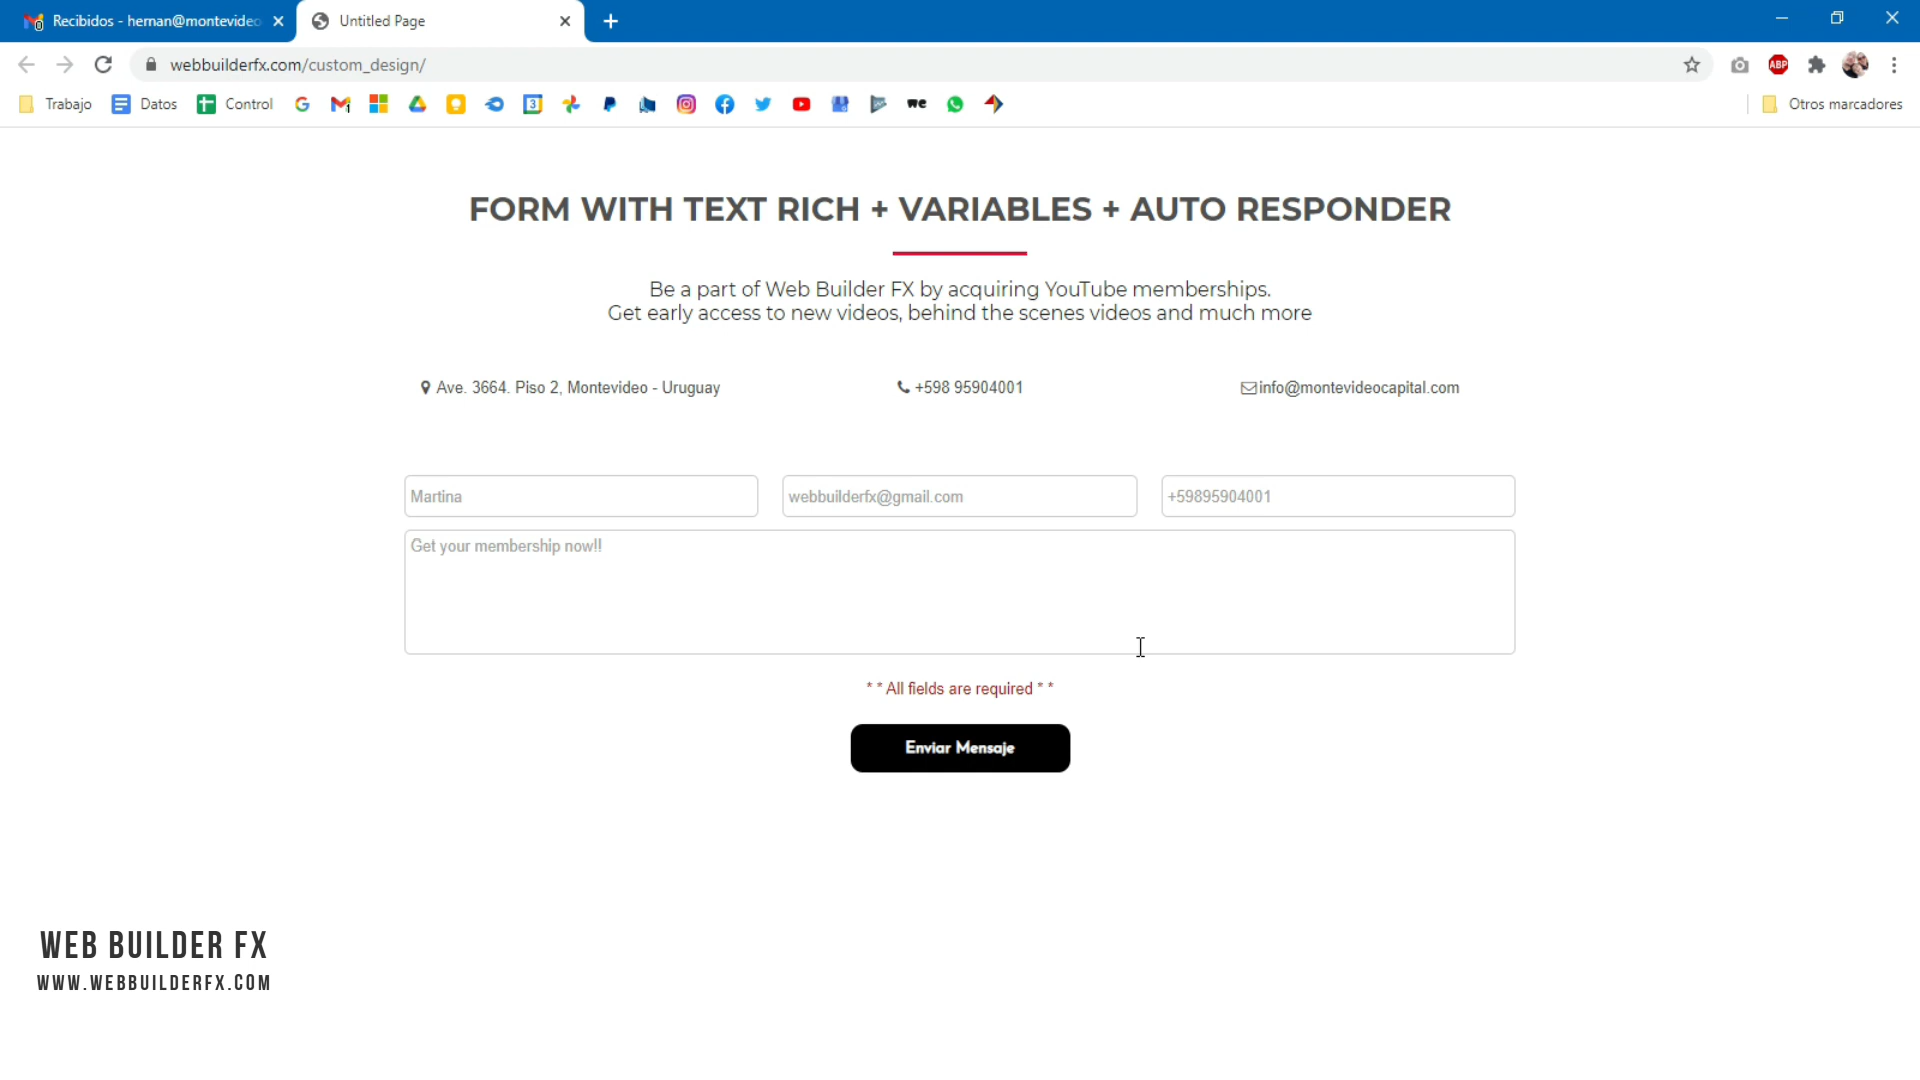 Recibidos - hernan@montevideo
Untitled Page
webbuilderfx.com/custom_design/
ABP
Trabajo
Datos
Control
3
we
Otros marcadores
FORM WITH TEXT RICH + VARIABLES + AUTO RESPONDER
Be a part of Web Builder FX by acquiring YouTube memberships.
Get early access to new videos, behind the scenes videos and much more
Ave. 3664. Piso 2, Montevideo - Uruguay
+598 95904001
info@montevideocapital.com
Martina
webbuilderfx@gmail.com
+59895904001
Get your membership now!!
* * All fields are required * *
Enviar Mensaje
WEB BUILDER FX
WWW.WEBBUILDERFX.COM